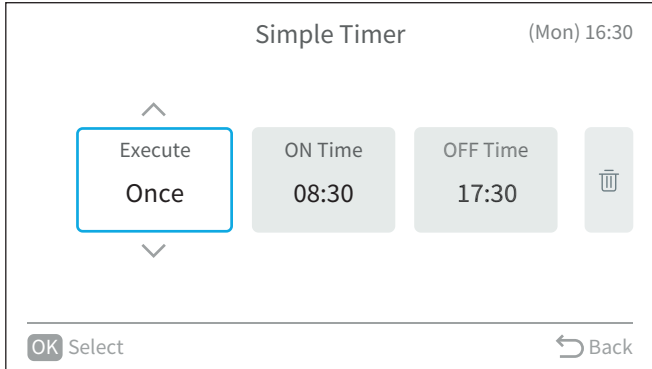 Simple Timer (Mon) 16:30
Execute ON Time OFF Time
Once 08:30 17:30
OK Select Back